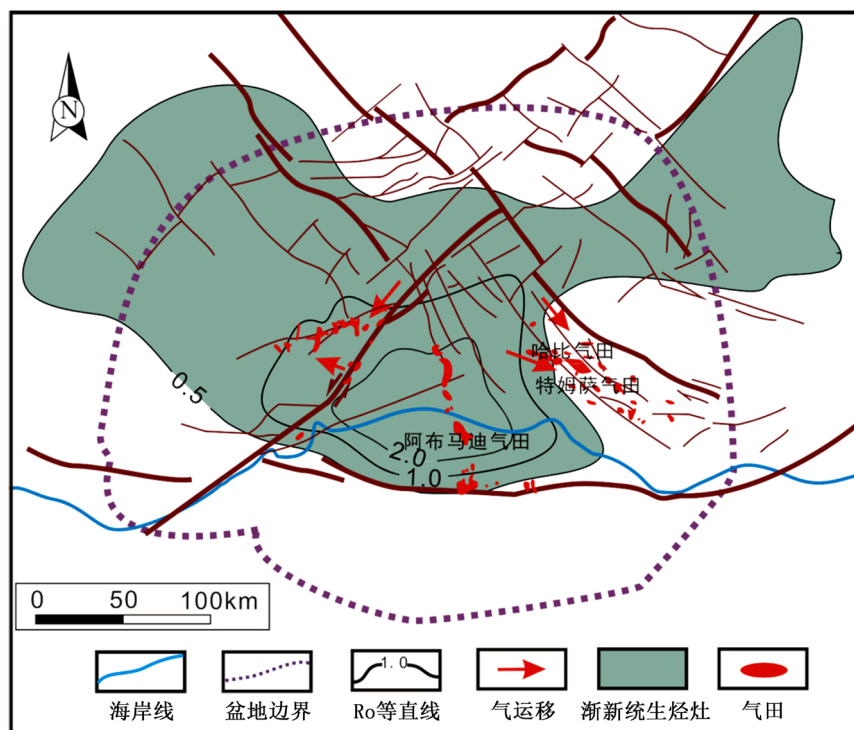 N
哈比气田
特姆萨气田
0.5
阿布马迪气田
2.0
1.0
0 50 100km
1.0
海岸线 盆地边界 Ro等直线 气运移 渐新统生烃灶 气田